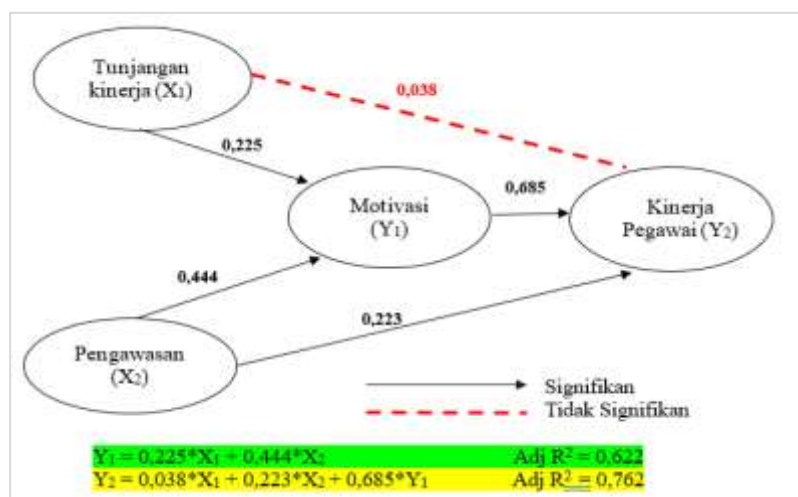 Tunjangan
kinerja (X1)
0,038
0,225
Motivasi
(Y1)
0,685
Kinerja
Pegawai (Y2)
0,444
0,223
Pengawasan
(X2)
Signifikan
Tidak Signifikan
Y1 = 0,225*X1 + 0,444*X2 Adj R2 = 0,622
Y2 = 0,038*X1 + 0,223*X2 + 0,685*Y1 Adj R2 = 0,762